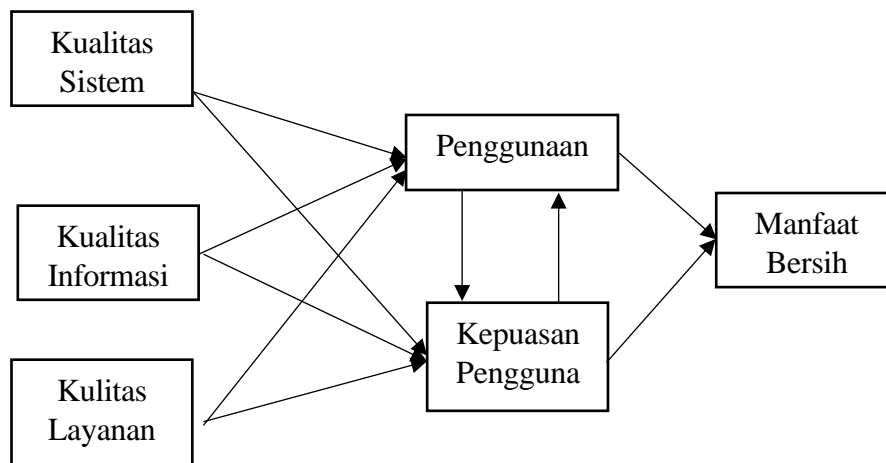 Kualitas
Sistem
Penggunaan
Kualitas
Informasi
Manfaat
Bersih
Kepuasan
Pengguna
Kulitas
Layanan